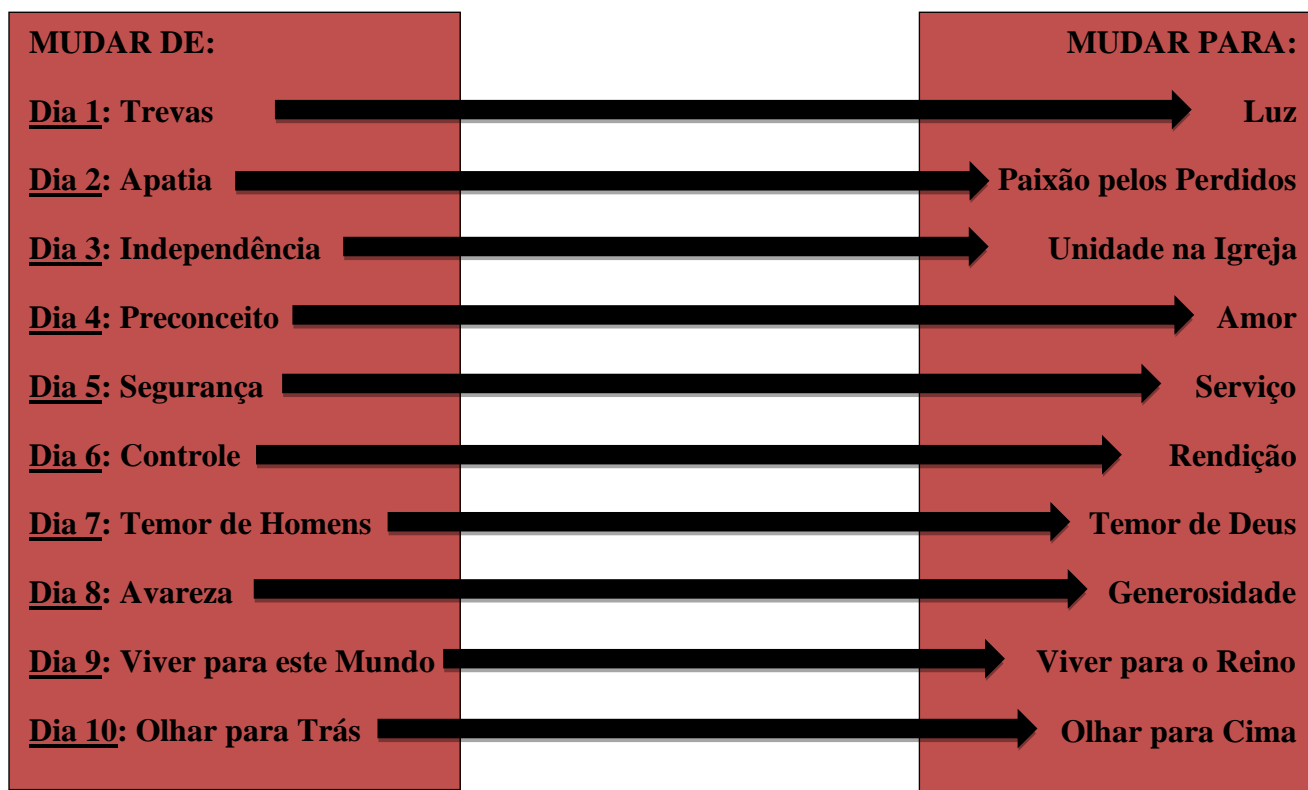 MUDAR DE: MUDAR PARA:
Dia 1: Trevas Luz
Dia 2: Apatia Paixão pelos Perdidos
Dia 3: Independência Unidade na Igreja
Dia 4: Preconceito Amor
Dia 5: Segurança Serviço
Dia 6: Controle Rendição
Dia 7: Temor de Homens Temor de Deus
Dia 8: Avareza Generosidade
Dia 9: Viver para este Mundo Viver para o Reino
Dia 10: Olhar para Trás Olhar para Cima